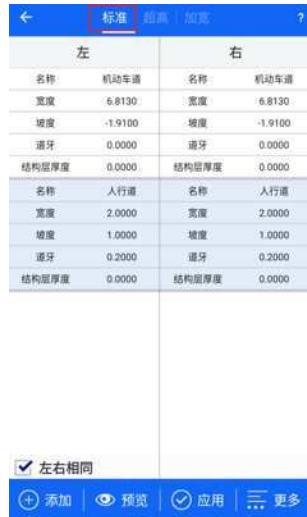 标准 超高 加宽 ?
左 右
名称 机动车道 名称 机动车道
宽度 6.8130 宽度 6.8130
坡度 -1.9100 坡度 -1.9100
道牙 0.0000 道牙 0.0000
结构层厚度 0.0000 结构层厚度 0.0000
名称 人行道 名称 人行道
宽度 2.0000 宽度 2.0000
坡度 1.0000 坡度 1.0000
道牙 0.2000 道牙 0.2000
结构层厚度 0.0000 结构层厚度 0.0000
左右相同
添加 预览 应用 更多